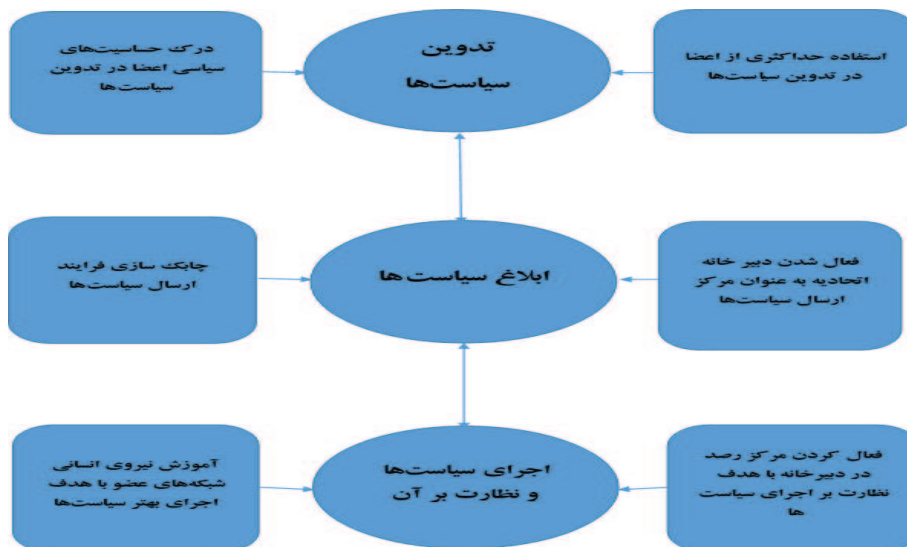 تدوین
سیاست‌ها
استفاده حداکثری از اعضا
در تدوین سیاست‌ها
درک حساسیت‌های
سیاسی اعضا در تدوین
سیاست‌ها
ابلاغ سیاست‌ها
فعال شدن دبیر خانه
اتحادیه به عنوان مرکز
ارسال سیاست‌ها
چابک سازی فرایند
ارسال سیاست‌ها
اجرای سیاست‌ها
و نظارت بر آن
فعال کردن مرکز رصد
در دبیرخانه با هدف
نظارت بر اجرای سیاست
ها
آموزش نیروی انسانی
شبکه‌های عضو با هدف
اجرای بهتر سیاست‌ها